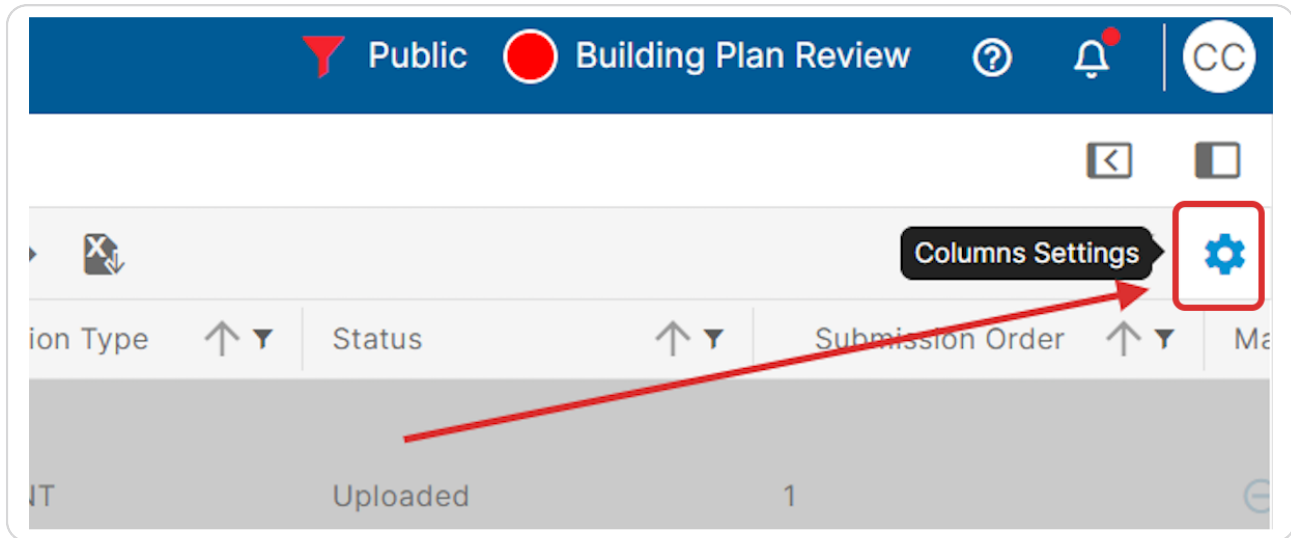 Public Building Plan Review CC
Columns Settings
ion Type Status Submission Order Ma
NT Uploaded 1